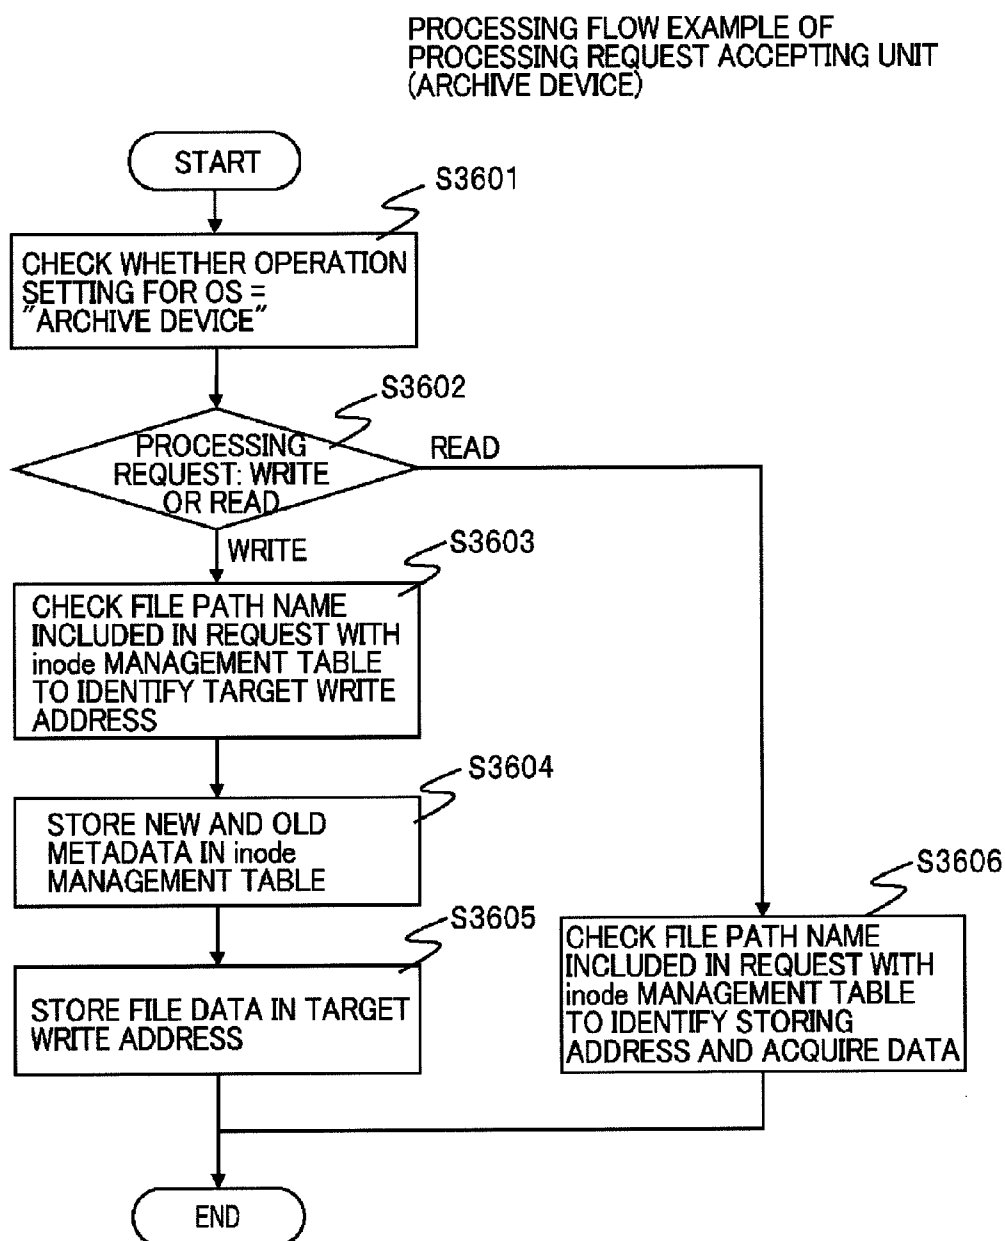 PROCESSING FLOW EXAMPLE OF
PROCESSING REQUEST ACCEPTING UNIT
(ARCHIVE DEVICE)
START
S3601
CHECK WHETHER OPERATION
SETTING FOR OS =
"ARCHIVE DEVICE"
S3602
PROCESSING
REQUEST: WRITE
OR READ
READ
WRITE
S3603
CHECK FILE PATH NAME
INCLUDED IN REQUEST WITH
inode MANAGEMENT TABLE
TO IDENTIFY TARGET WRITE
ADDRESS
S3604
STORE NEW AND OLD
METADATA IN inode
MANAGEMENT TABLE
S3605
STORE FILE DATA IN TARGET
WRITE ADDRESS
S3606
CHECK FILE PATH NAME
INCLUDED IN REQUEST WITH
inode MANAGEMENT TABLE
TO IDENTIFY STORING
ADDRESS AND ACQUIRE DATA
END